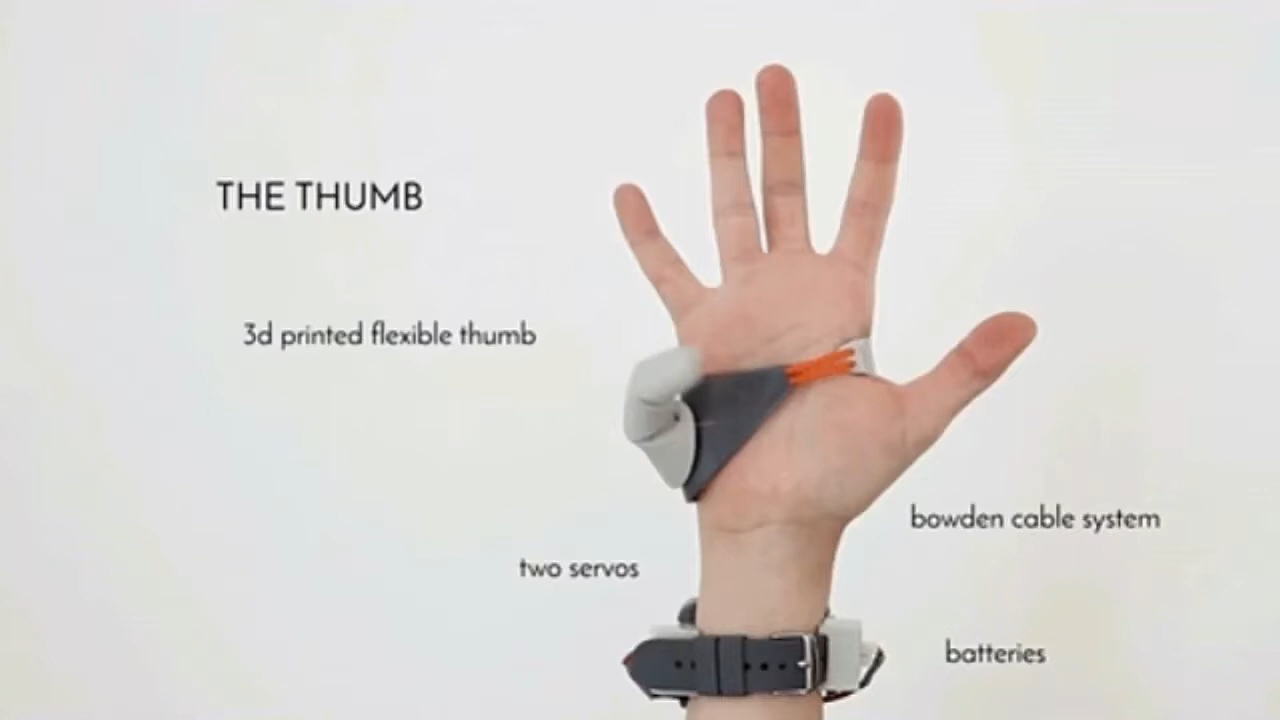 THE THUMB
3d printed flexible thumb
bowden cable system
two servos
batteries